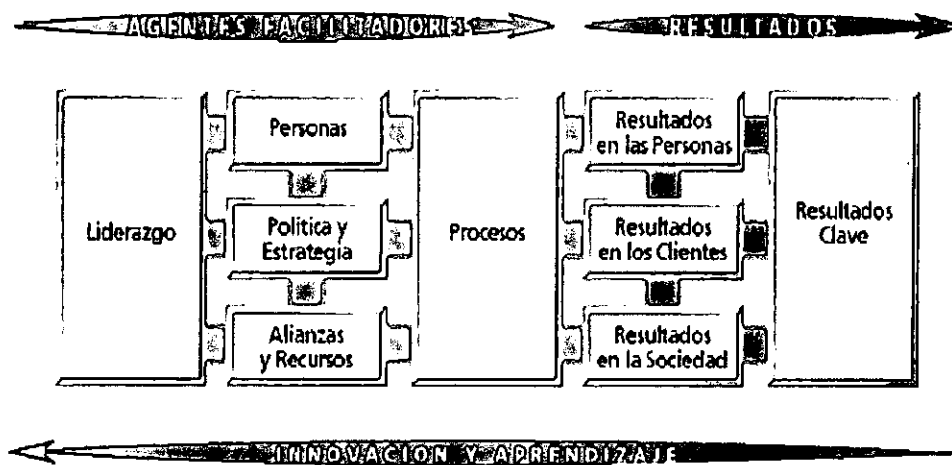 AGENTES FACILITADORES
RESULTADOS
Liderazgo
Personas
Política y
Estrategia
Alianzas
y Recursos
Procesos
Resultados
en las Personas
Resultados
en los Clientes
Resultados
en la Sociedad
Resultados
Clave
INNOVACION Y APRENDIZAJE